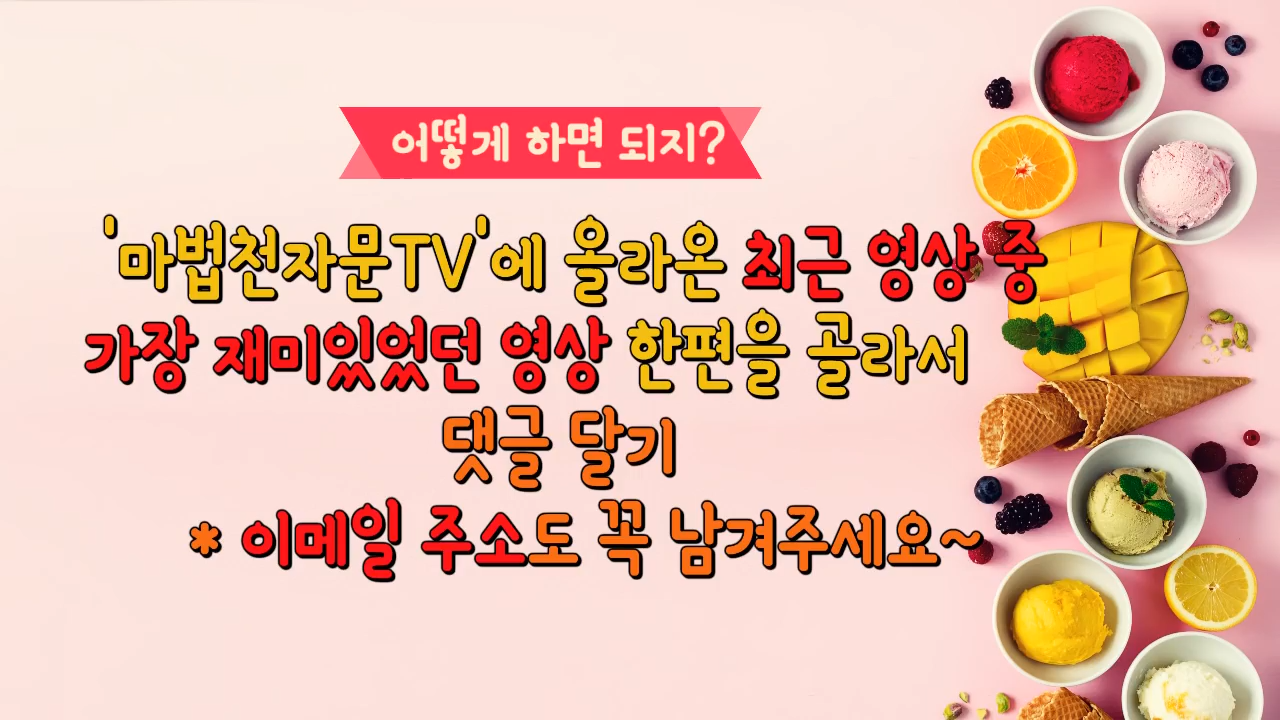 어떻게 하면 되지?
'마법천자문TV'에 올라온 최근 영상 중
가장 재미있었던 영상 한편을 골라서
댓글 달기
* 이메일 주소도 꼭 남겨주세요~